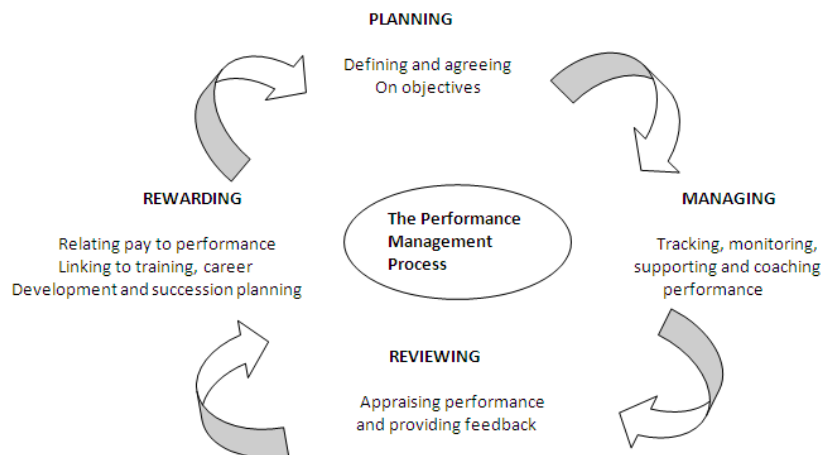 PLANNING
Defining and agreeing
On objectives
REWARDING
Relating pay to performance
Linking to training, career
Development and succession planning
The Performance
Management
Process
MANAGING
Tracking, monitoring,
supporting and coaching
performance
REVIEWING
Appraising performance
and providing feedback